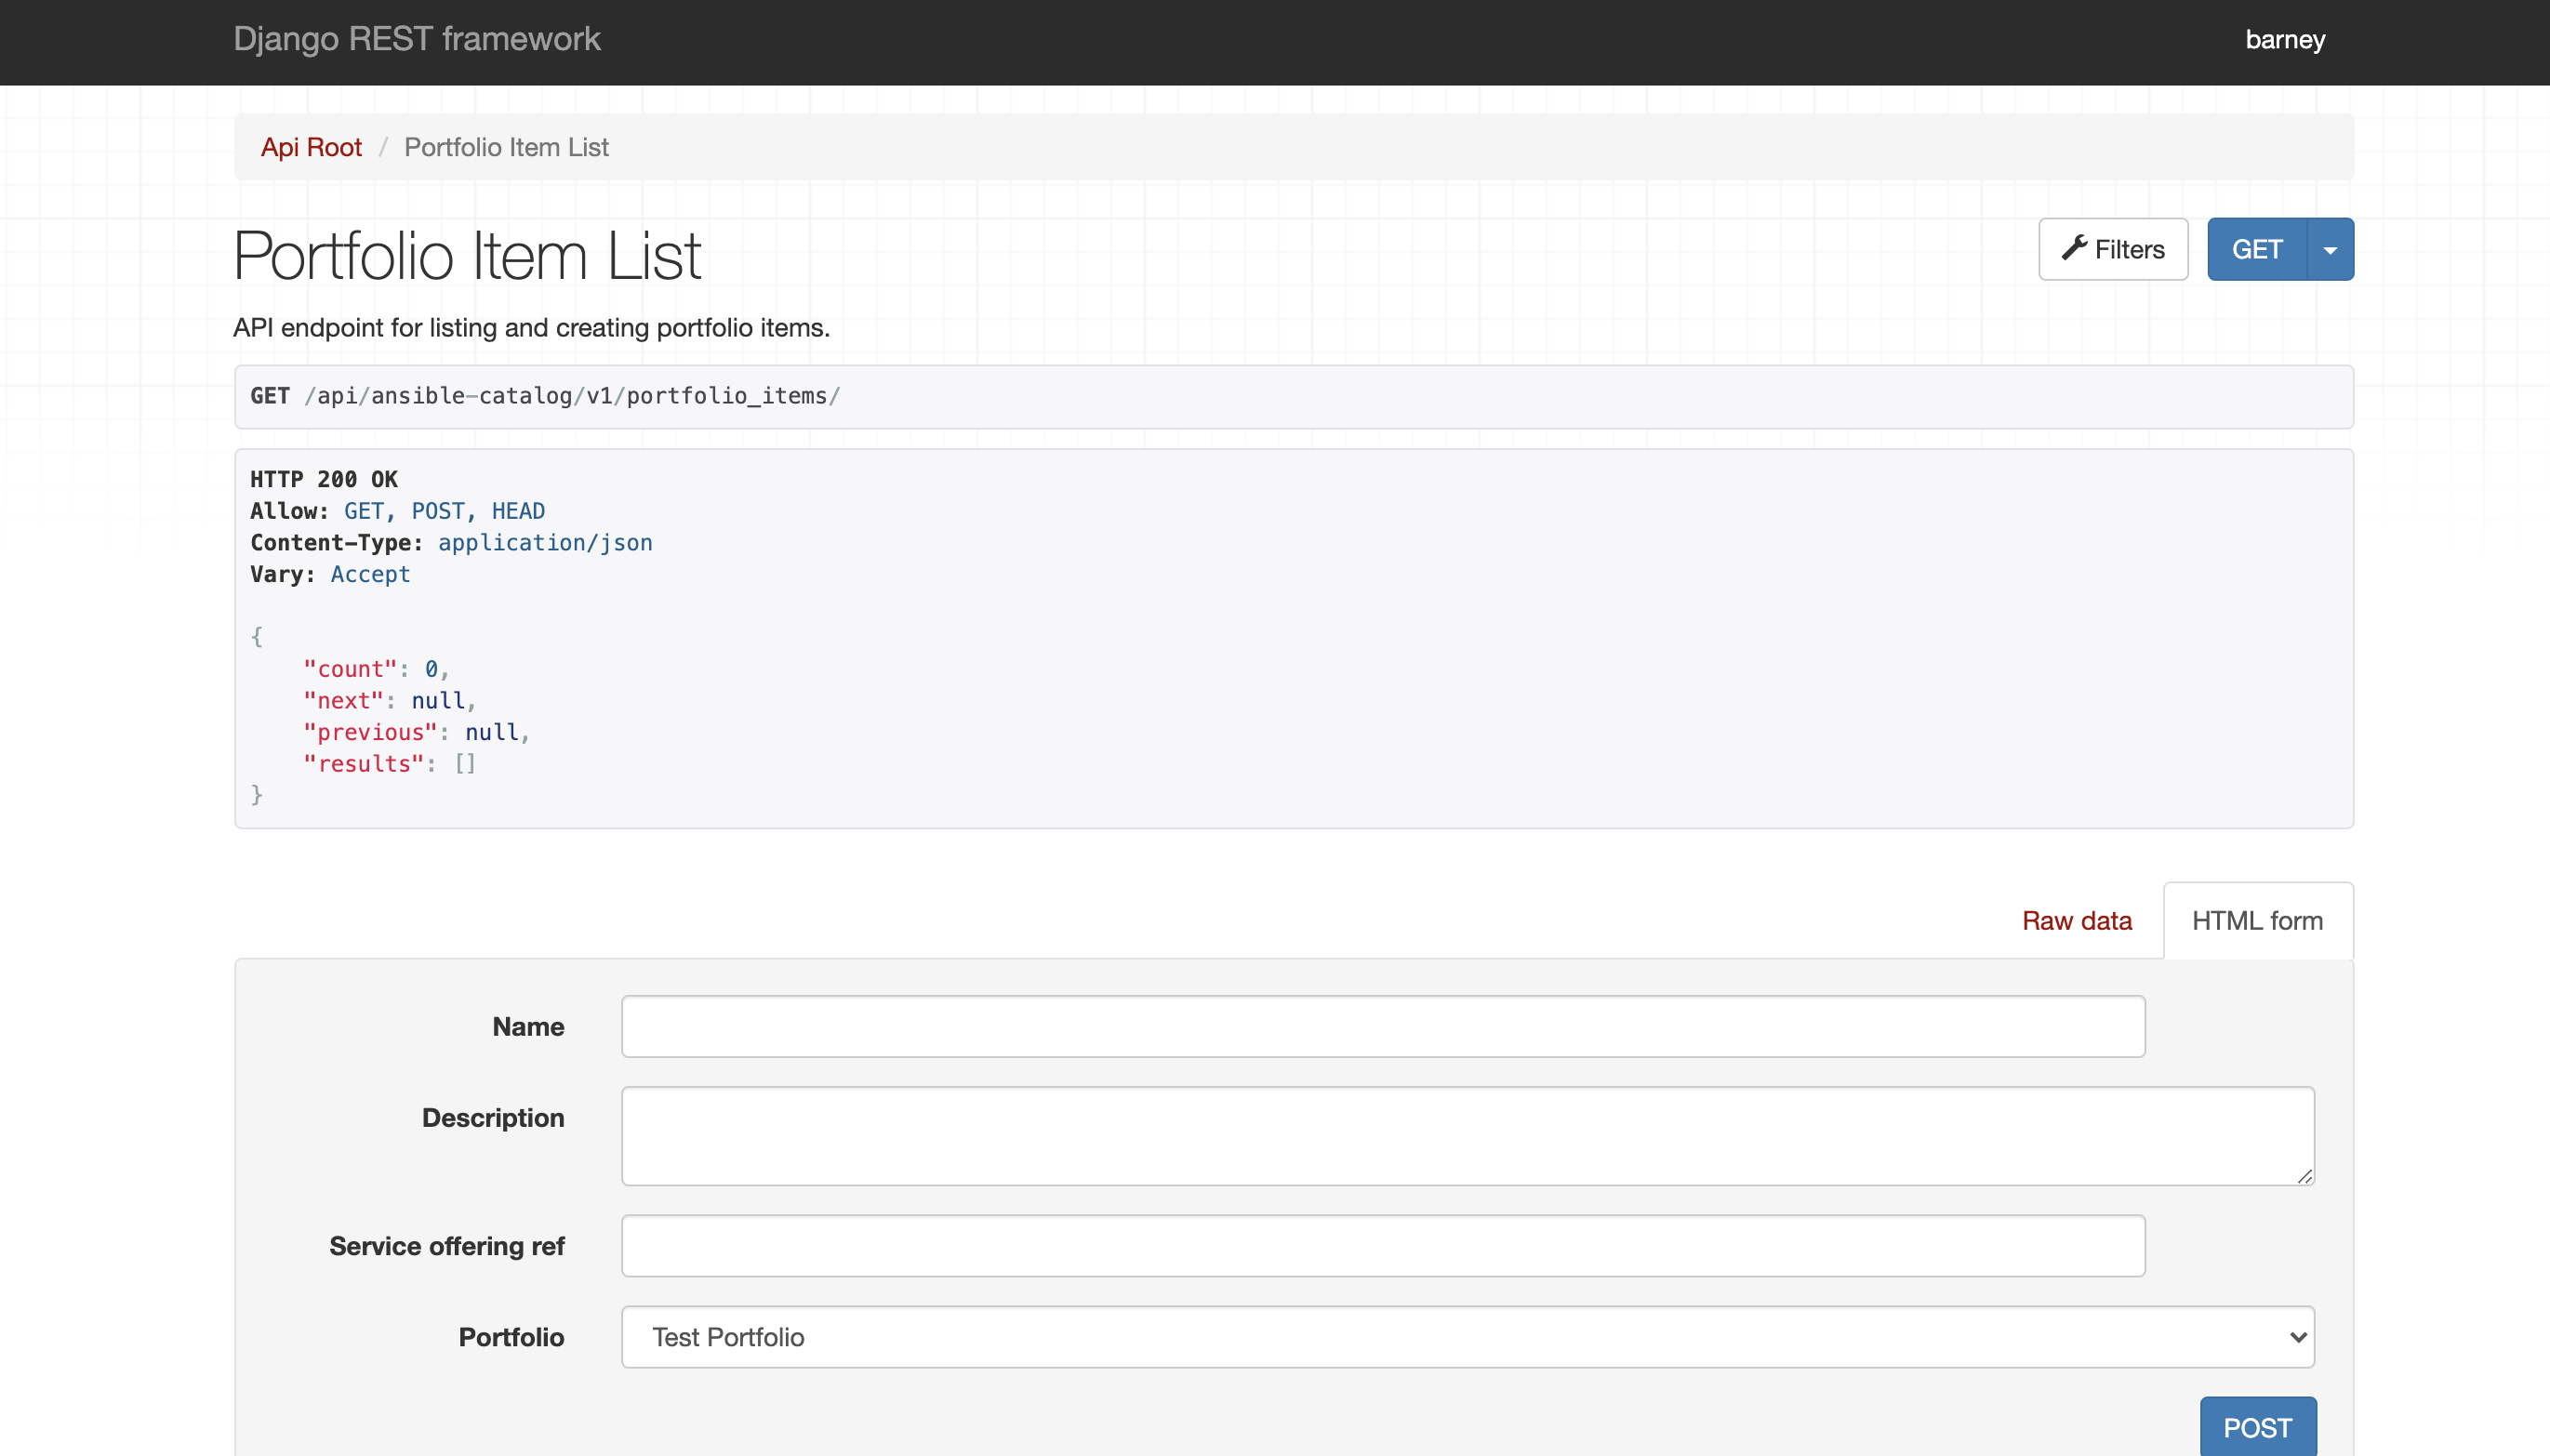 Django REST framework
barney
Api Root / Portfolio Item List
Portfolio Item List
Filters
GET
API endpoint for listing and creating portfolio items.
GET /api/ansible-catalog/v1/portfolio_items/
HTTP 200 OK
Allow: GET, POST, HEAD
Content-Type: application/json
Vary: Accept
{
    "count": 0,
    "next": null,
    "previous": null,
    "results": []
}
Raw data
HTML form
Name
Description
Service offering ref
Portfolio
Test Portfolio
POST